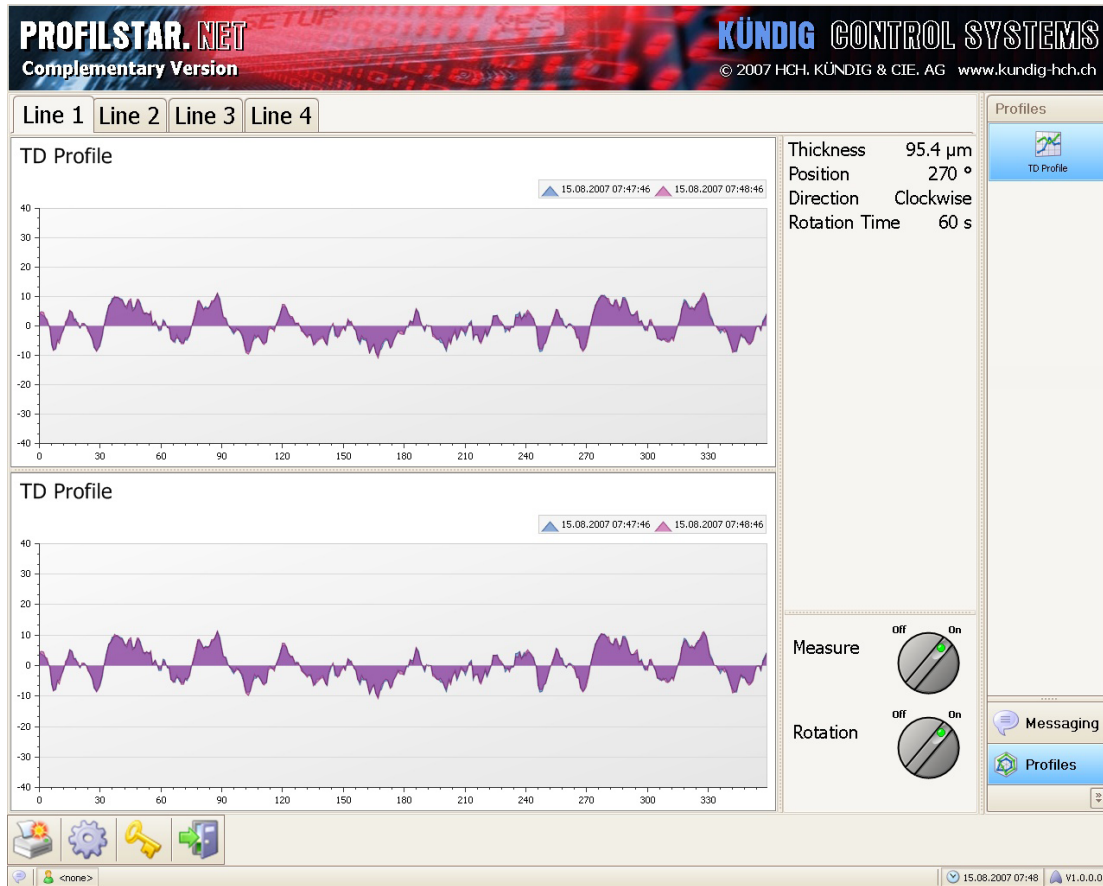 PROFILSTAR. NET
Complementary Version
SETUP
YES
KÜNDIG CONTROL SYSTEMS
© 2007 HCH. KÜNDIG & CIE. AG www.kundig-hch.ch
Line 1 Line 2 Line 3 Line 4
TD Profile
15.08.2007 07:47:46 15.08.2007 07:48:46
40
30
20
10
0
-10
-20
-30
-40
0 30 60 90 120 150 180 210 240 270 300 330
TD Profile
15.08.2007 07:47:46 15.08.2007 07:48:46
40
30
20
10
0
-10
-20
-30
-40
0 30 60 90 120 150 180 210 240 270 300 330
Thickness 95.4 µm
Position 270 °
Direction Clockwise
Rotation Time 60 s
Measure
Off On
Rotation
Off On
Profiles
TD Profile
Messaging
Profiles
<none>
15.08.2007 07:48
V1.0.0.0